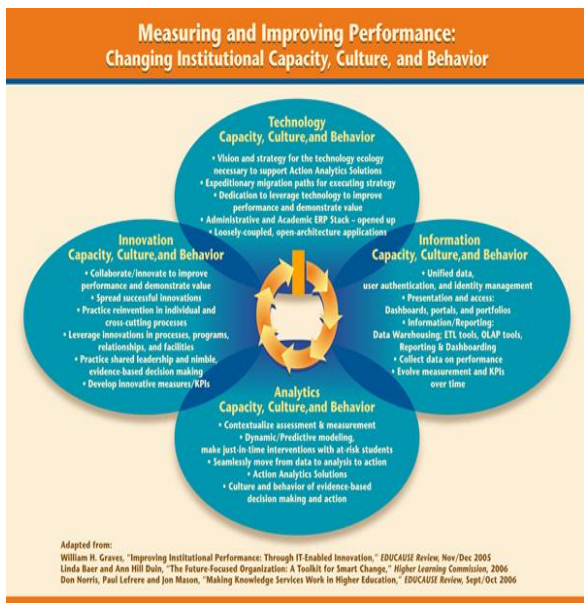 Measuring and Improving Performance:
Changing Institutional Capacity, Culture, and Behavior
Technology
Capacity, Culture,and Behavior
• Vision and strategy for the technology ecology
necessary to support Action Analytics Solutions
• Expeditionary migration paths for executing strategy
• Dedication to leverage technology to improve
performance and demonstrate value
• Administrative and Academic ERP Stack – opened up
• Loosely-coupled, open-architecture applications
Innovation
Capacity, Culture,and Behavior
• Collaborate/innovate to improve
performance and demonstrate value
• Spread successful innovations
• Practice reinvention in individual and
cross-cutting processes
• Leverage innovations in processes, programs,
relationships, and facilities
• Practice shared leadership and nimble,
evidence-based decision making
• Develop innovative measures/KPIs
Information
Capacity, Culture,and Behavior
• Unified data,
user authentication, and identity management
• Presentation and access:
Dashboards, portals, and portfolios
• Information/Reporting:
Data Warehousing; ETL tools, OLAP tools,
Reporting & Dashboarding
• Collect data on performance
• Evolve measurement and KPIs
over time
Analytics
Capacity, Culture,and Behavior
• Contextualize assessment & measurement
• Dynamic/Predictive modeling,
make just-in-time interventions with at-risk students
• Seamlessly move from data to analysis to action
• Action Analytics Solutions
• Culture and behavior of evidence-based
decision making and action
Adapted from:
William H. Graves, "Improving Institutional Performance: Through IT-Enabled Innovation," EDUCAUSE Review, Nov/Dec 2005
Linda Baer and Ann Hill Duin, "The Future-Focused Organization: A Toolkit for Smart Change," Higher Learning Commission, 2006
Don Norris, Paul Lefrere and Jon Mason, "Making Knowledge Services Work in Higher Education," EDUCAUSE Review, Sept/Oct 2006